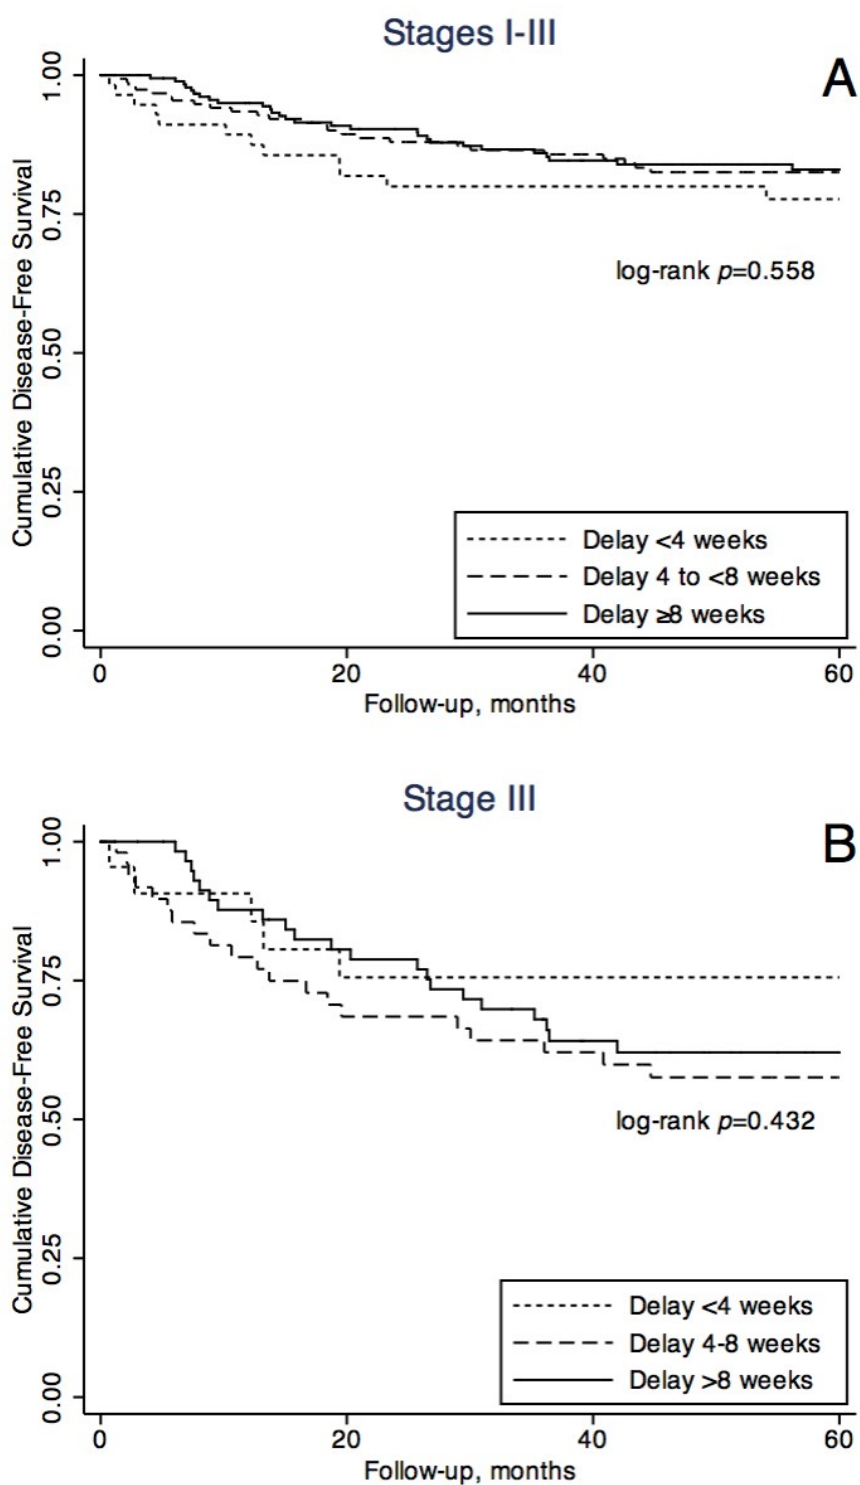 Stages I-III
A
Cumulative Disease-Free Survival
1.00
0.75
0.50
0.25
0.00
log-rank p=0.558
Delay <4 weeks
Delay 4 to <8 weeks
Delay ≥8 weeks
0 20 40 60
Follow-up, months
Stage III
B
Cumulative Disease-Free Survival
1.00
0.75
0.50
0.25
0.00
log-rank p=0.432
Delay <4 weeks
Delay 4-8 weeks
Delay >8 weeks
0 20 40 60
Follow-up, months